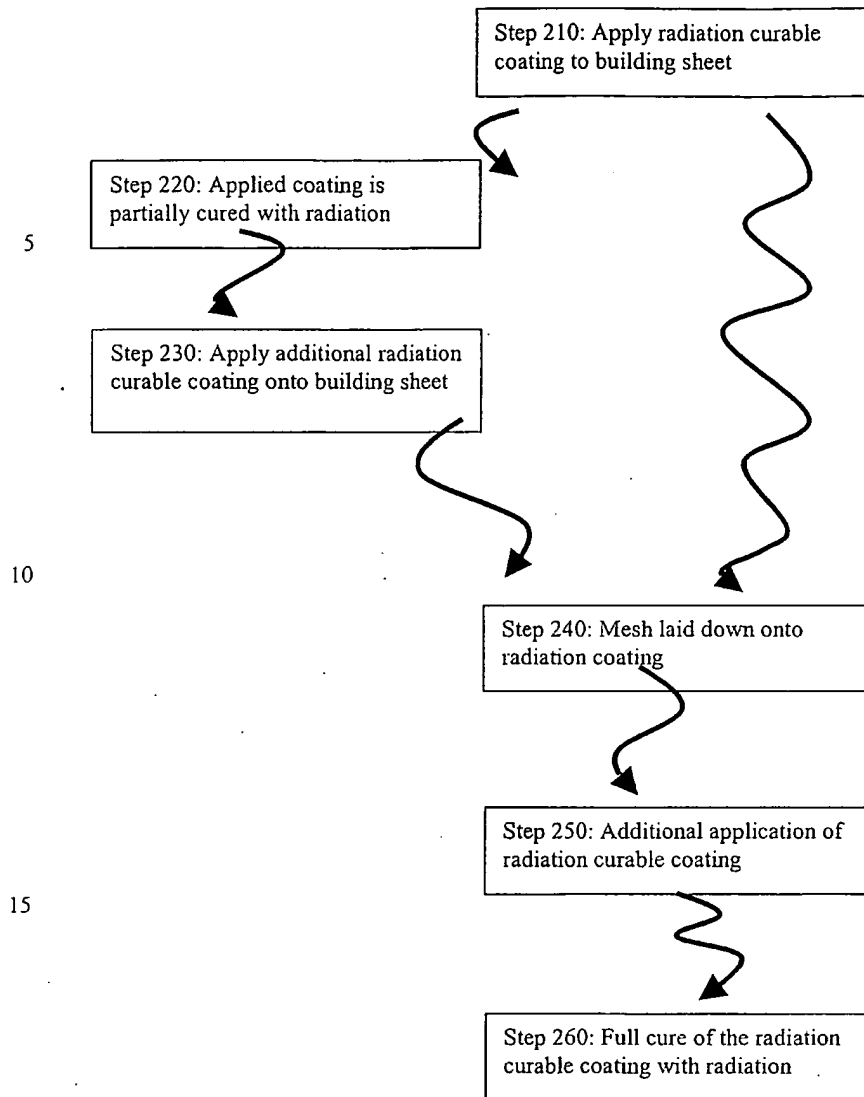 Step 210: Apply radiation curable
coating to building sheet
Step 220: Applied coating is
partially cured with radiation
5
Step 230: Apply additional radiation
curable coating onto building sheet
10
Step 240: Mesh laid down onto
radiation coating
Step 250: Additional application of
radiation curable coating
15
Step 260: Full cure of the radiation
curable coating with radiation